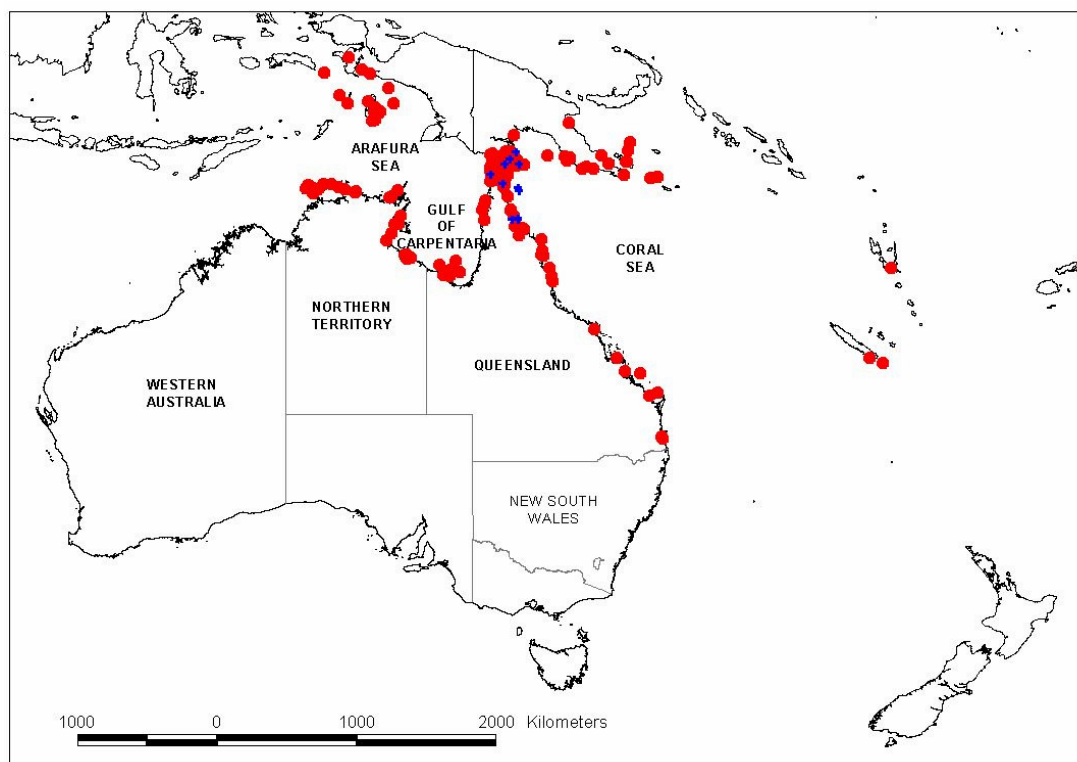 ARAFURA
SEA
GULF
OF
CARPENTARIA
CORAL
SEA
NORTHERN
TERRITORY
QUEENSLAND
WESTERN
AUSTRALIA
NEW SOUTH
WALES
1000 0 1000 2000 Kilometers